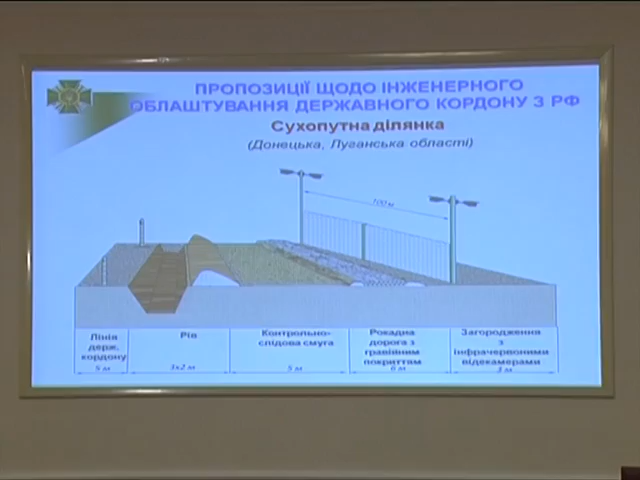 ПРОПОЗИЦІЇ ЩОДО ІНЖЕНЕРНОГО
ОБЛАШТУВАННЯ ДЕРЖАВНОГО КОРДОНУ З РФ
Сухопутна ділянка
(Донецька, Луганська області)
100 м
Лінія
держ.
кордону
5 м
Рів
3х2 м
Контрольно-
слідова смуга
5 м
Рокадна
дорога з
гравійним
покриттям
6 м
Загородження
з
інфрачервоними
відекамерами
3 м